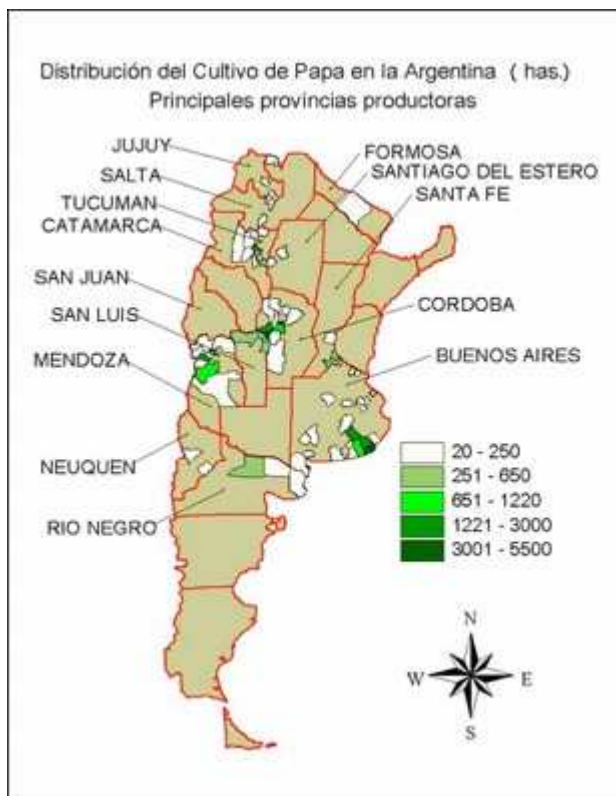 Distribución del Cultivo de Papa en la Argentina ( has.)
Principales provincias productoras
JUJUY
SALTA
TUCUMAN
CATAMARCA
SAN JUAN
SAN LUIS
MENDOZA
NEUQUEN
RIO NEGRO
FORMOSA
SANTIAGO DEL ESTERO
SANTA FE
CORDOBA
BUENOS AIRES
20 - 250
251 - 650
651 - 1220
1221 - 3000
3001 - 5500
N
W E
S